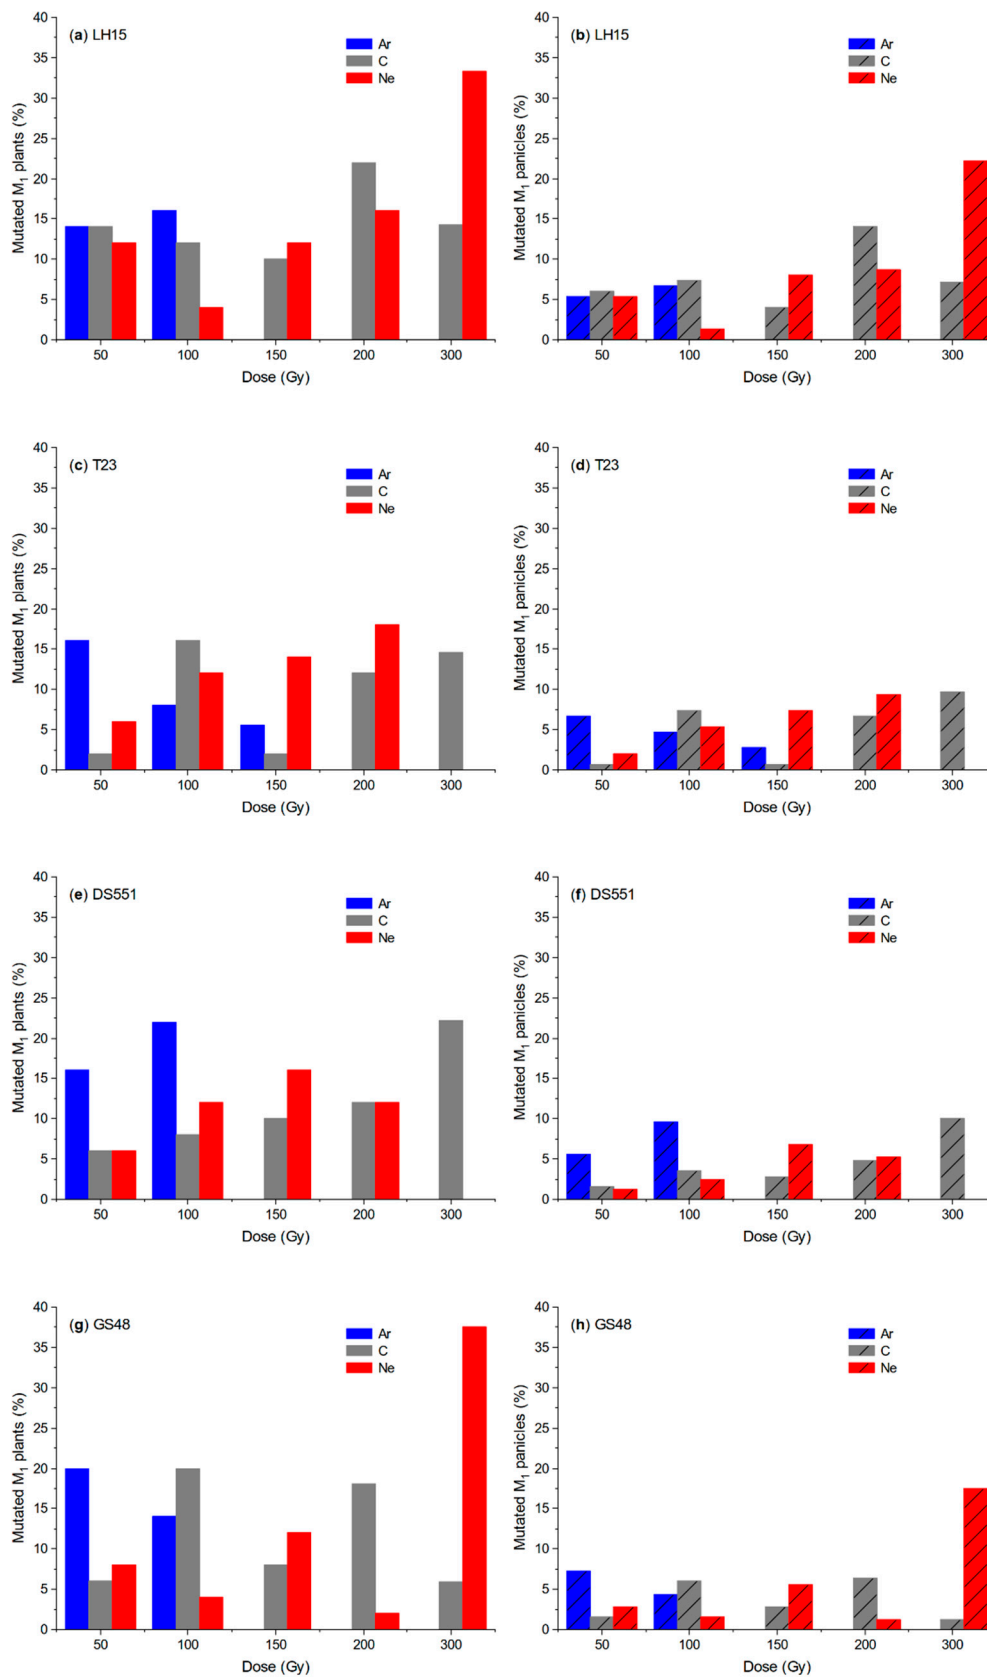 (a) LH15
Ar
C
Ne
Mutated M1 plants (%)
40
35
30
25
20
15
10
5
0
50 100 150 200 300
Dose (Gy)
(b) LH15
Ar
C
Ne
Mutated M1 panicles (%)
40
35
30
25
20
15
10
5
0
50 100 150 200 300
Dose (Gy)
(c) T23
Ar
C
Ne
Mutated M1 plants (%)
40
35
30
25
20
15
10
5
0
50 100 150 200 300
Dose (Gy)
(d) T23
Ar
C
Ne
Mutated M1 panicles (%)
40
35
30
25
20
15
10
5
0
50 100 150 200 300
Dose (Gy)
(e) DS551
Ar
C
Ne
Mutated M1 plants (%)
40
35
30
25
20
15
10
5
0
50 100 150 200 300
Dose (Gy)
(f) DS551
Ar
C
Ne
Mutated M1 panicles (%)
40
35
30
25
20
15
10
5
0
50 100 150 200 300
Dose (Gy)
(g) GS48
Ar
C
Ne
Mutated M1 plants (%)
40
35
30
25
20
15
10
5
0
50 100 150 200 300
Dose (Gy)
(h) GS48
Ar
C
Ne
Mutated M1 panicles (%)
40
35
30
25
20
15
10
5
0
50 100 150 200 300
Dose (Gy)